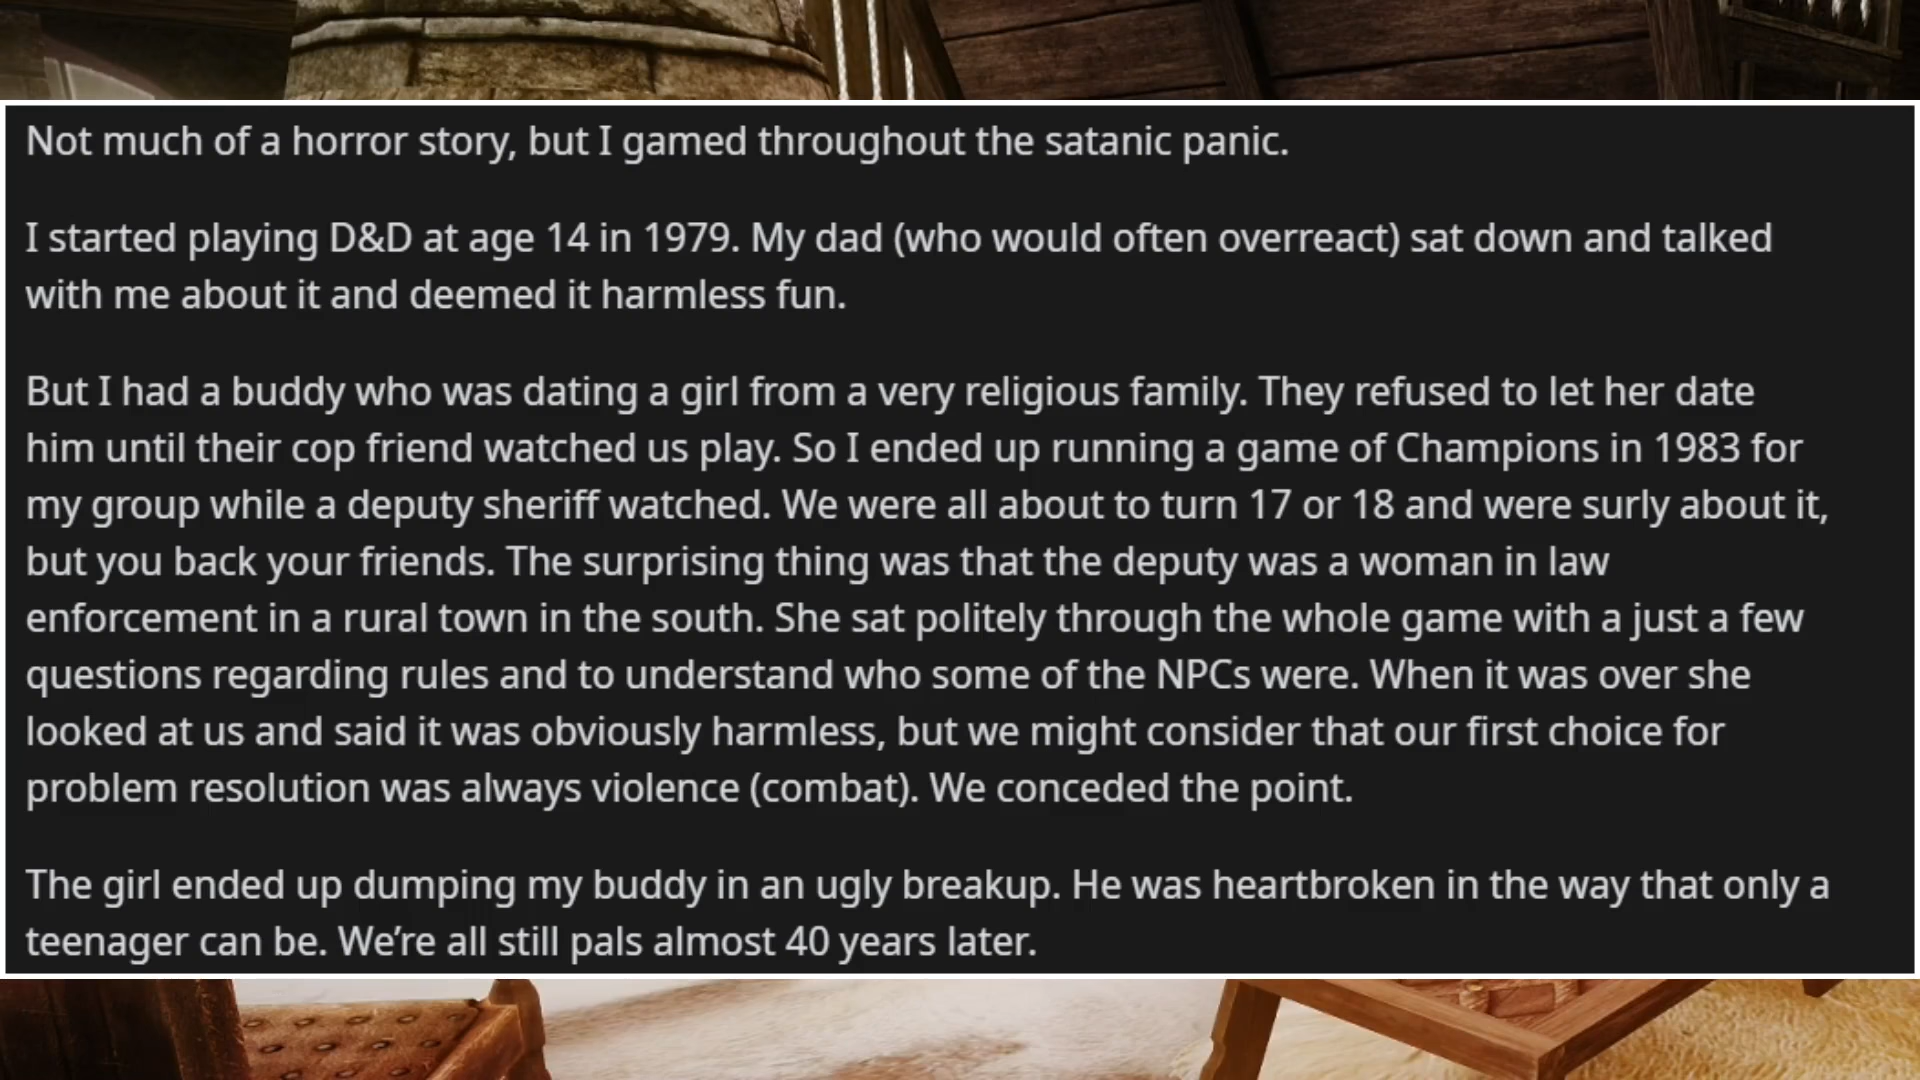 Not much of a horror story, but I gamed throughout the satanic panic.
I started playing D&D at age 14 in 1979. My dad (who would often overreact) sat down and talked
with me about it and deemed it harmless fun.
But I had a buddy who was dating a girl from a very religious family. They refused to let her date
him until their cop friend watched us play. So I ended up running a game of Champions in 1983 for
my group while a deputy sheriff watched. We were all about to turn 17 or 18 and were surly about it,
but you back your friends. The surprising thing was that the deputy was a woman in law
enforcement in a rural town in the south. She sat politely through the whole game with a just a few
questions regarding rules and to understand who some of the NPCs were. When it was over she
looked at us and said it was obviously harmless, but we might consider that our first choice for
problem resolution was always violence (combat). We conceded the point.
The girl ended up dumping my buddy in an ugly breakup. He was heartbroken in the way that only a
teenager can be. We’re all still pals almost 40 years later.